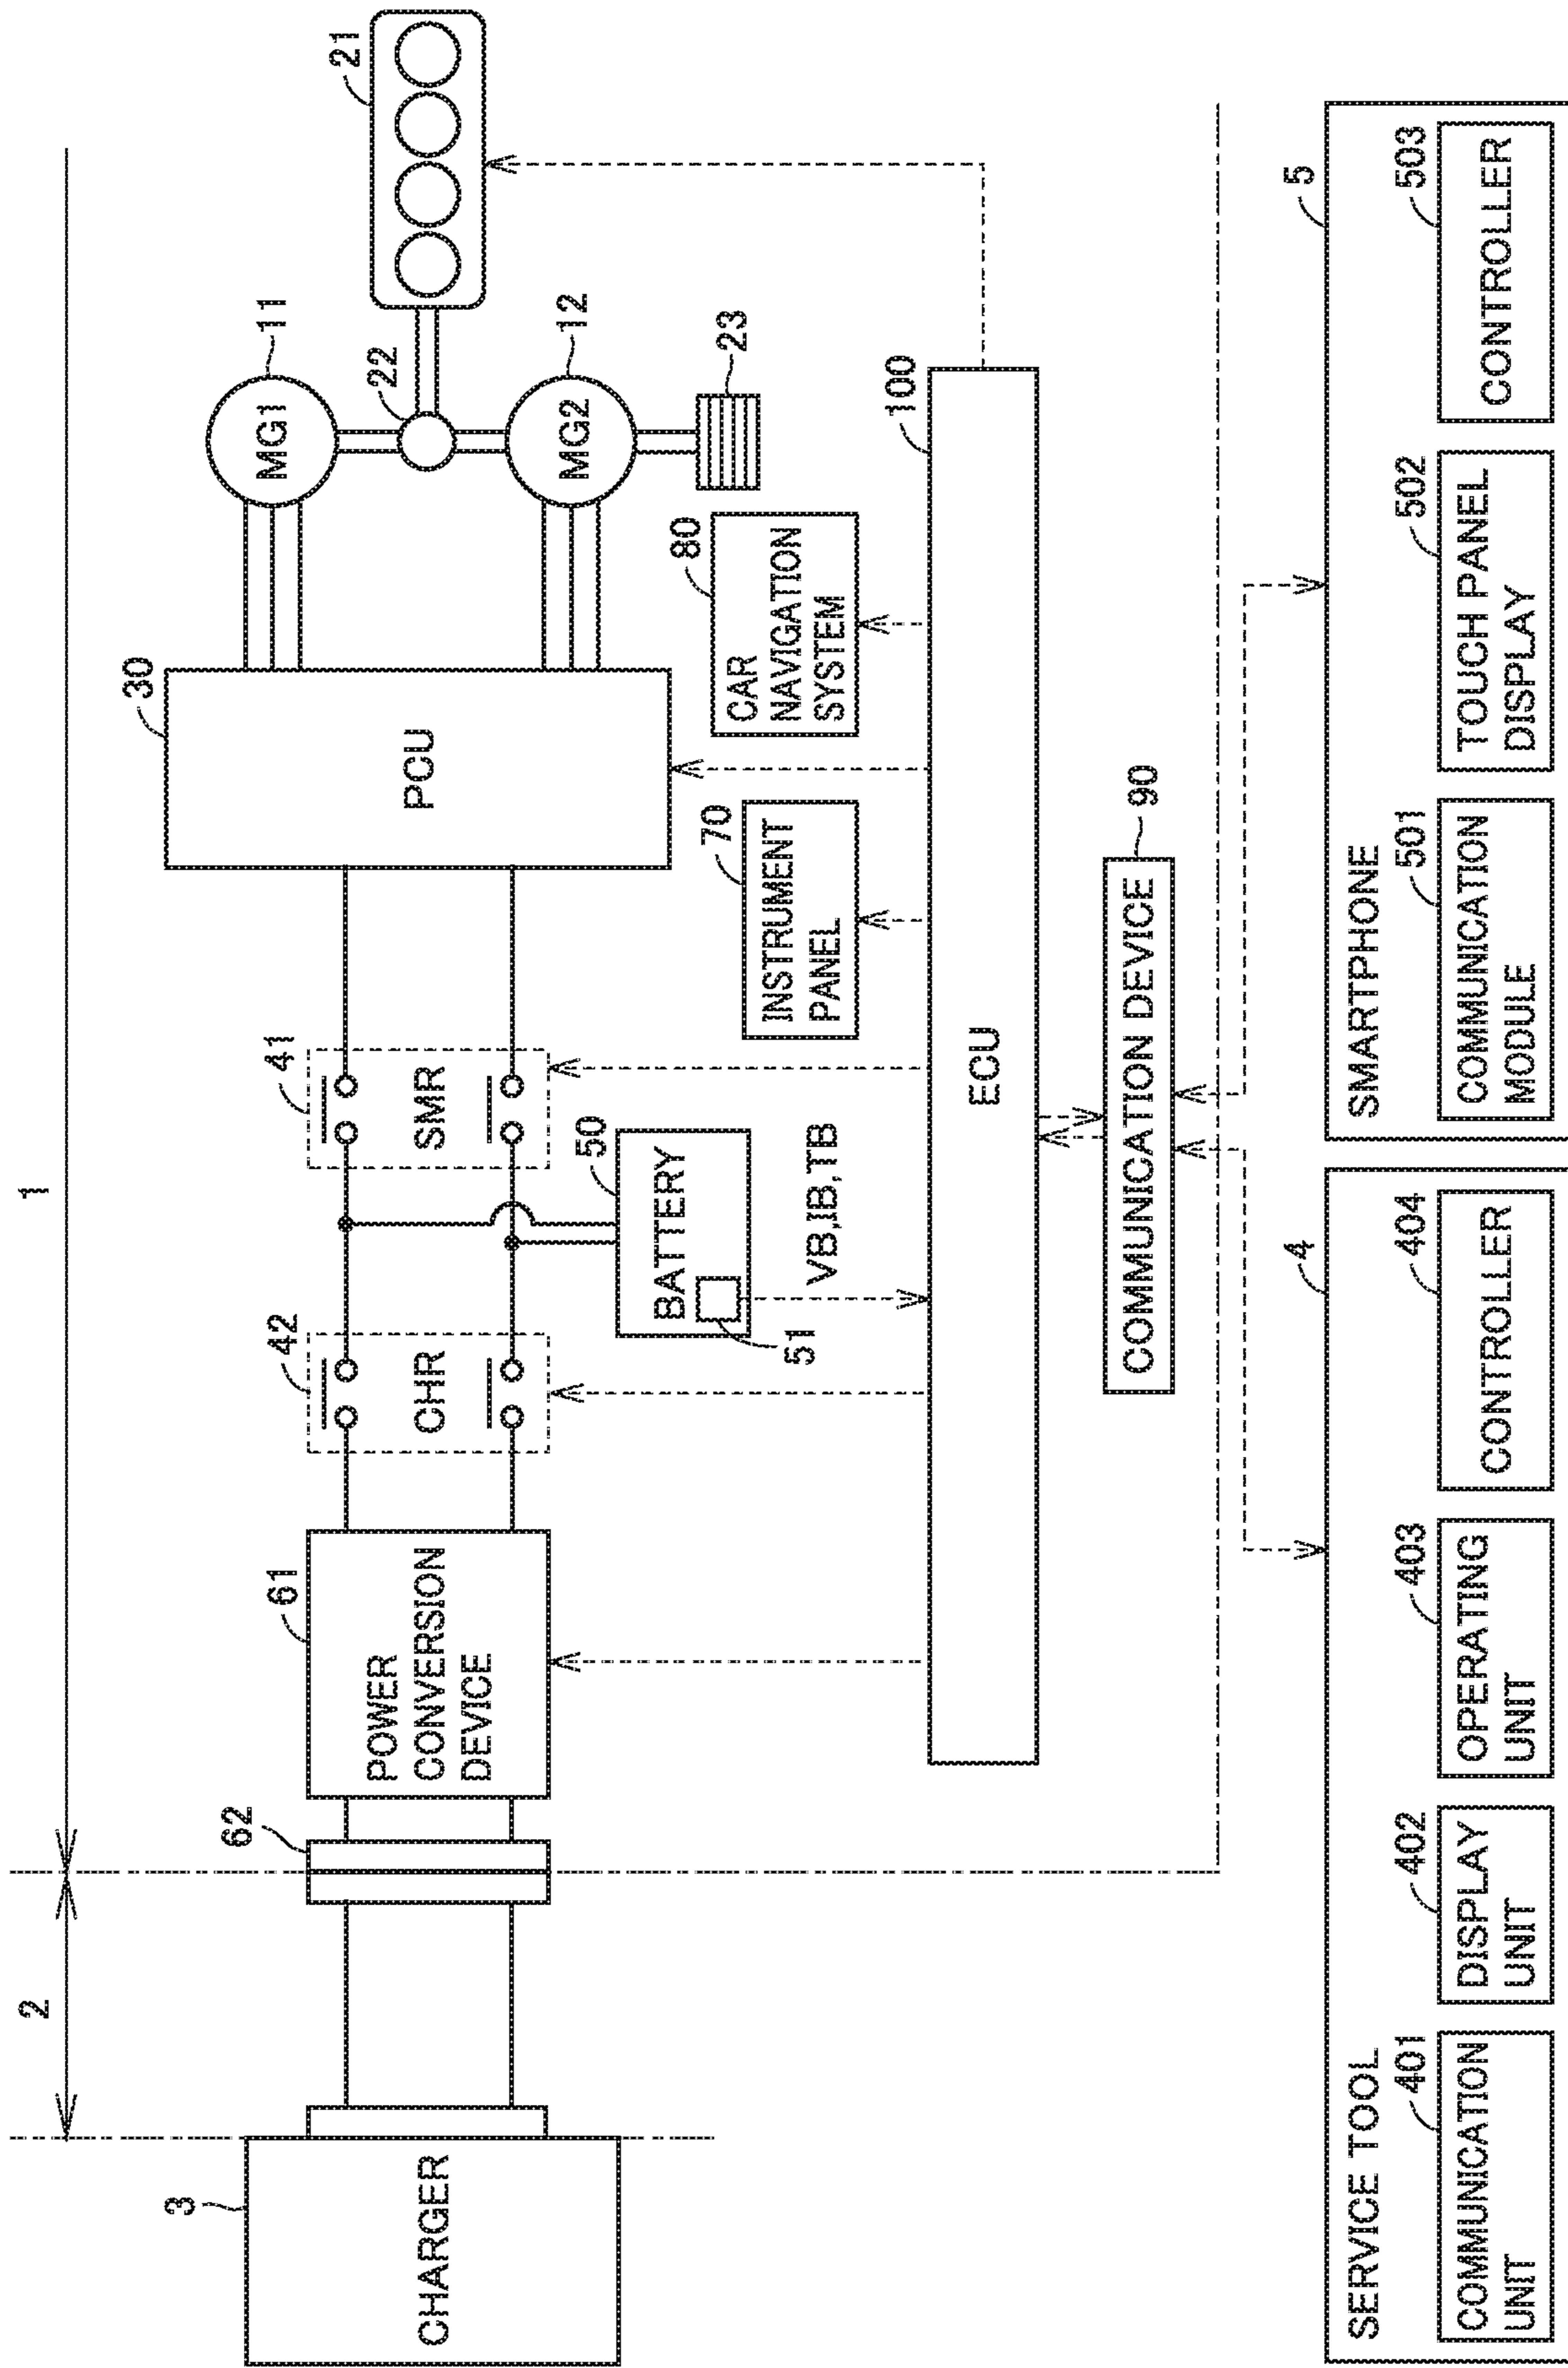 1
2
3
CHARGER
62
61
POWER
CONVERSION
DEVICE
42
CHR
41
SMR
30
PCU
MG1
11
22
MG2
12
21
23
50
BATTERY
51
VB,IB,TB
70
INSTRUMENT
PANEL
80
CAR
NAVIGATION
SYSTEM
100
ECU
90
COMMUNICATION DEVICE
4
SERVICE TOOL
401
COMMUNICATION
UNIT
402
DISPLAY
UNIT
403
OPERATING
UNIT
404
CONTROLLER
5
SMARTPHONE
501
COMMUNICATION
MODULE
502
TOUCH PANEL
DISPLAY
503
CONTROLLER